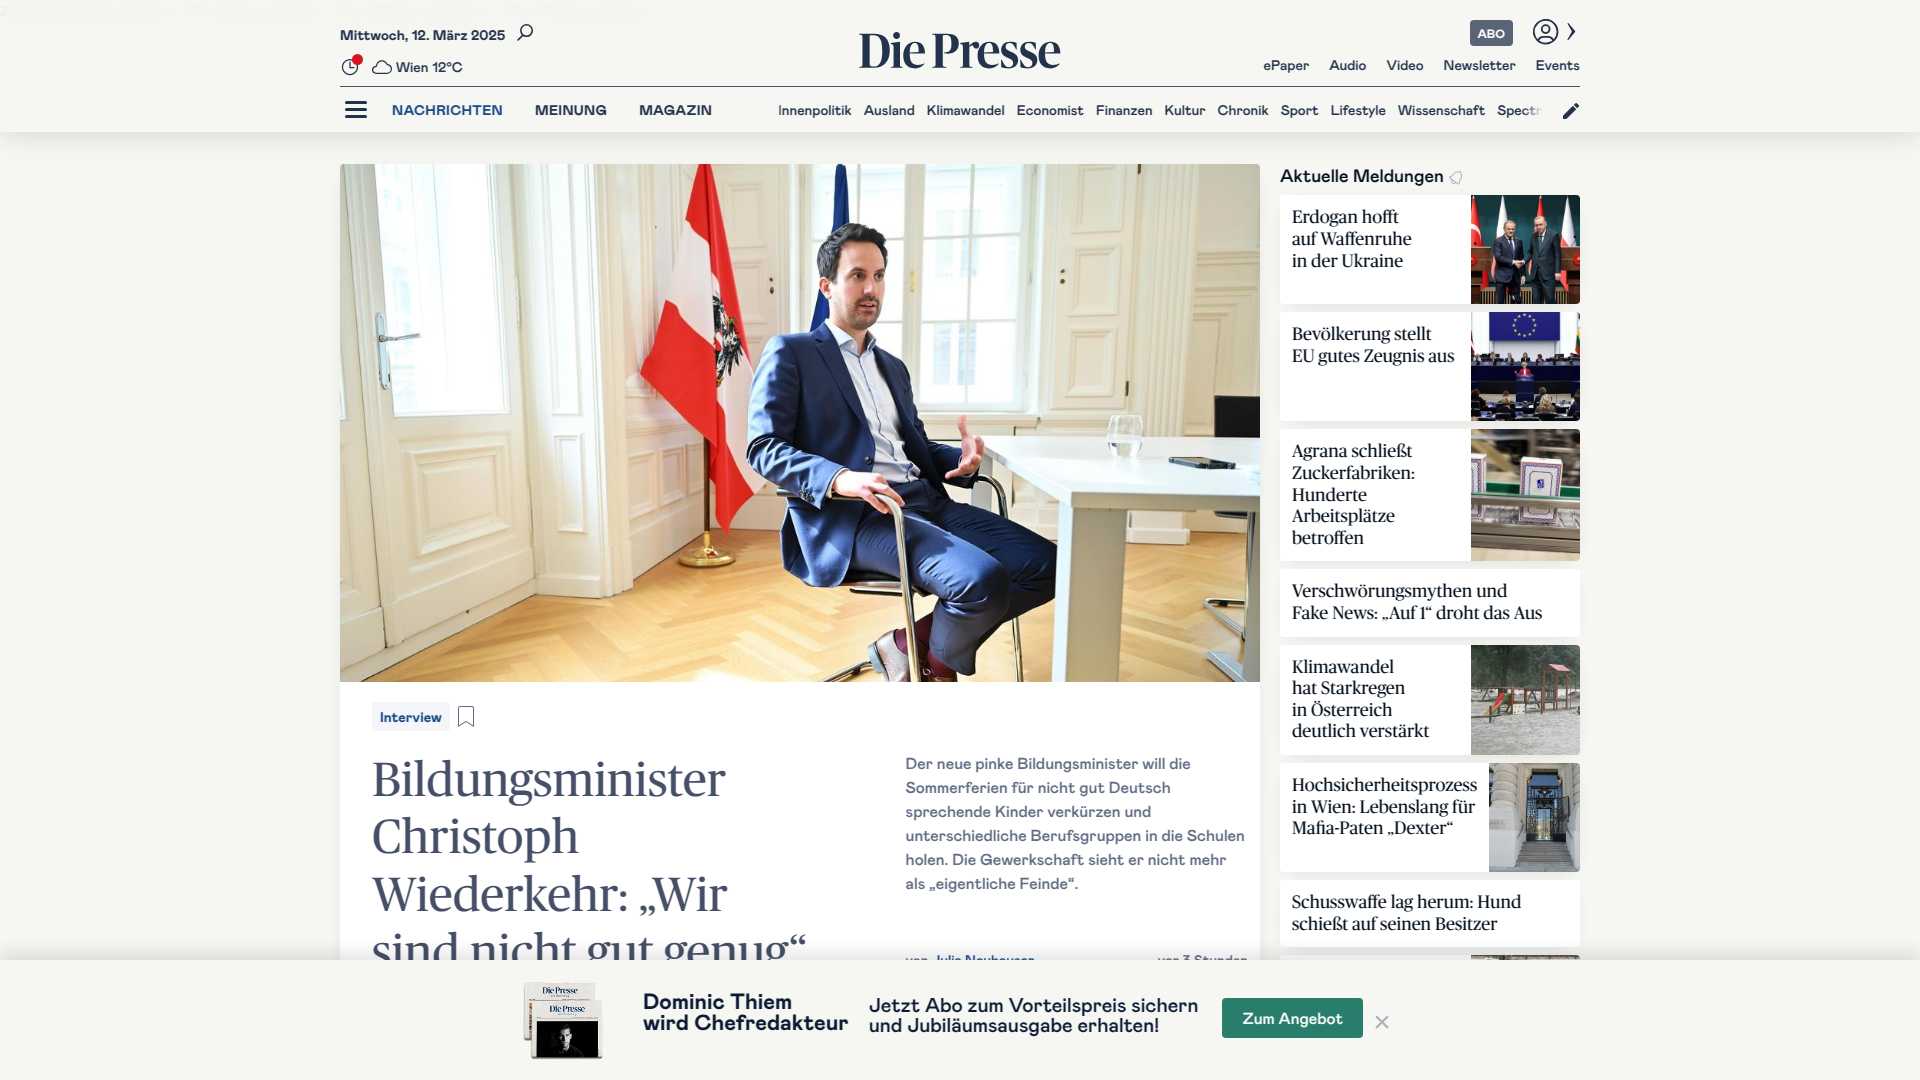 Mittwoch, 12. März 2025
Die Presse
ABO
Wien 12°C
ePaper Audio Video Newsletter Events
NACHRICHTEN MEINUNG MAGAZIN
Innenpolitik Ausland Klimawandel Economist Finanzen Kultur Chronik Sport Lifestyle Wissenschaft Spectr
Interview
Bildungsminister
Christoph
Wiederkehr: „Wir
sind nicht gut genug“
Der neue pinke Bildungsminister will die
Sommerferien für nicht gut Deutsch
sprechende Kinder verkürzen und
unterschiedliche Berufsgruppen in die Schulen
holen. Die Gewerkschaft sieht er nicht mehr
als „eigentliche Feinde“.
von Julia Neuhauser vor 3 Stunden
Aktuelle Meldungen
Erdogan hofft
auf Waffenruhe
in der Ukraine
Bevölkerung stellt
EU gutes Zeugnis aus
Agrana schließt
Zuckerfabriken:
Hunderte
Arbeitsplätze
betroffen
Verschwörungsmythen und
Fake News: „Auf 1“ droht das Aus
Klimawandel
hat Starkregen
in Österreich
deutlich verstärkt
Hochsicherheitsprozess
in Wien: Lebenslang für
Mafia-Paten „Dexter“
Schusswaffe lag herum: Hund
schießt auf seinen Besitzer
Die Presse
Die Presse
Dominic Thiem
wird Chefredakteur
Jetzt Abo zum Vorteilspreis sichern
und Jubiläumsausgabe erhalten!
Zum Angebot